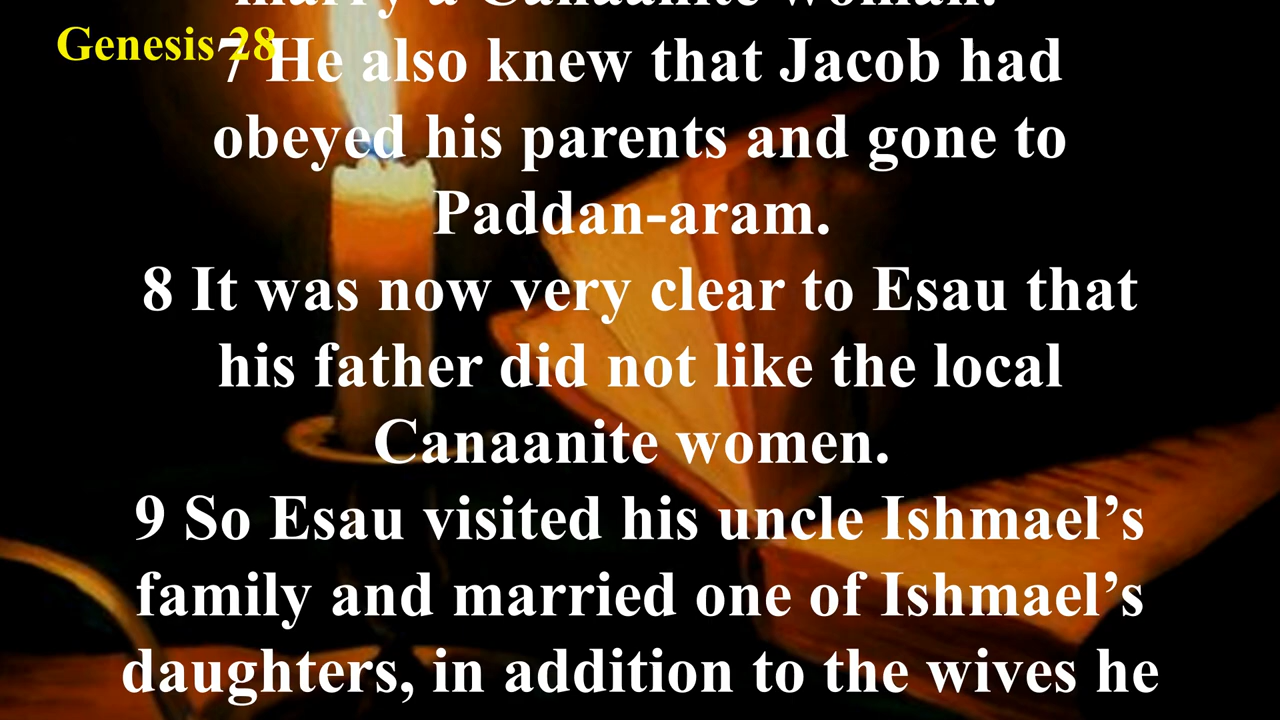 marry a Canaanite woman.
Genesis 28
7 He also knew that Jacob had
obeyed his parents and gone to
Paddan-aram.
8 It was now very clear to Esau that
his father did not like the local
Canaanite women.
9 So Esau visited his uncle Ishmael’s
family and married one of Ishmael’s
daughters, in addition to the wives he